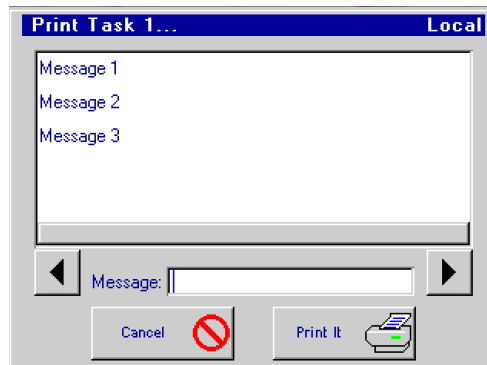 Print Task 1... Local
Message 1
Message 2
Message 3
Message:
Cancel Print It